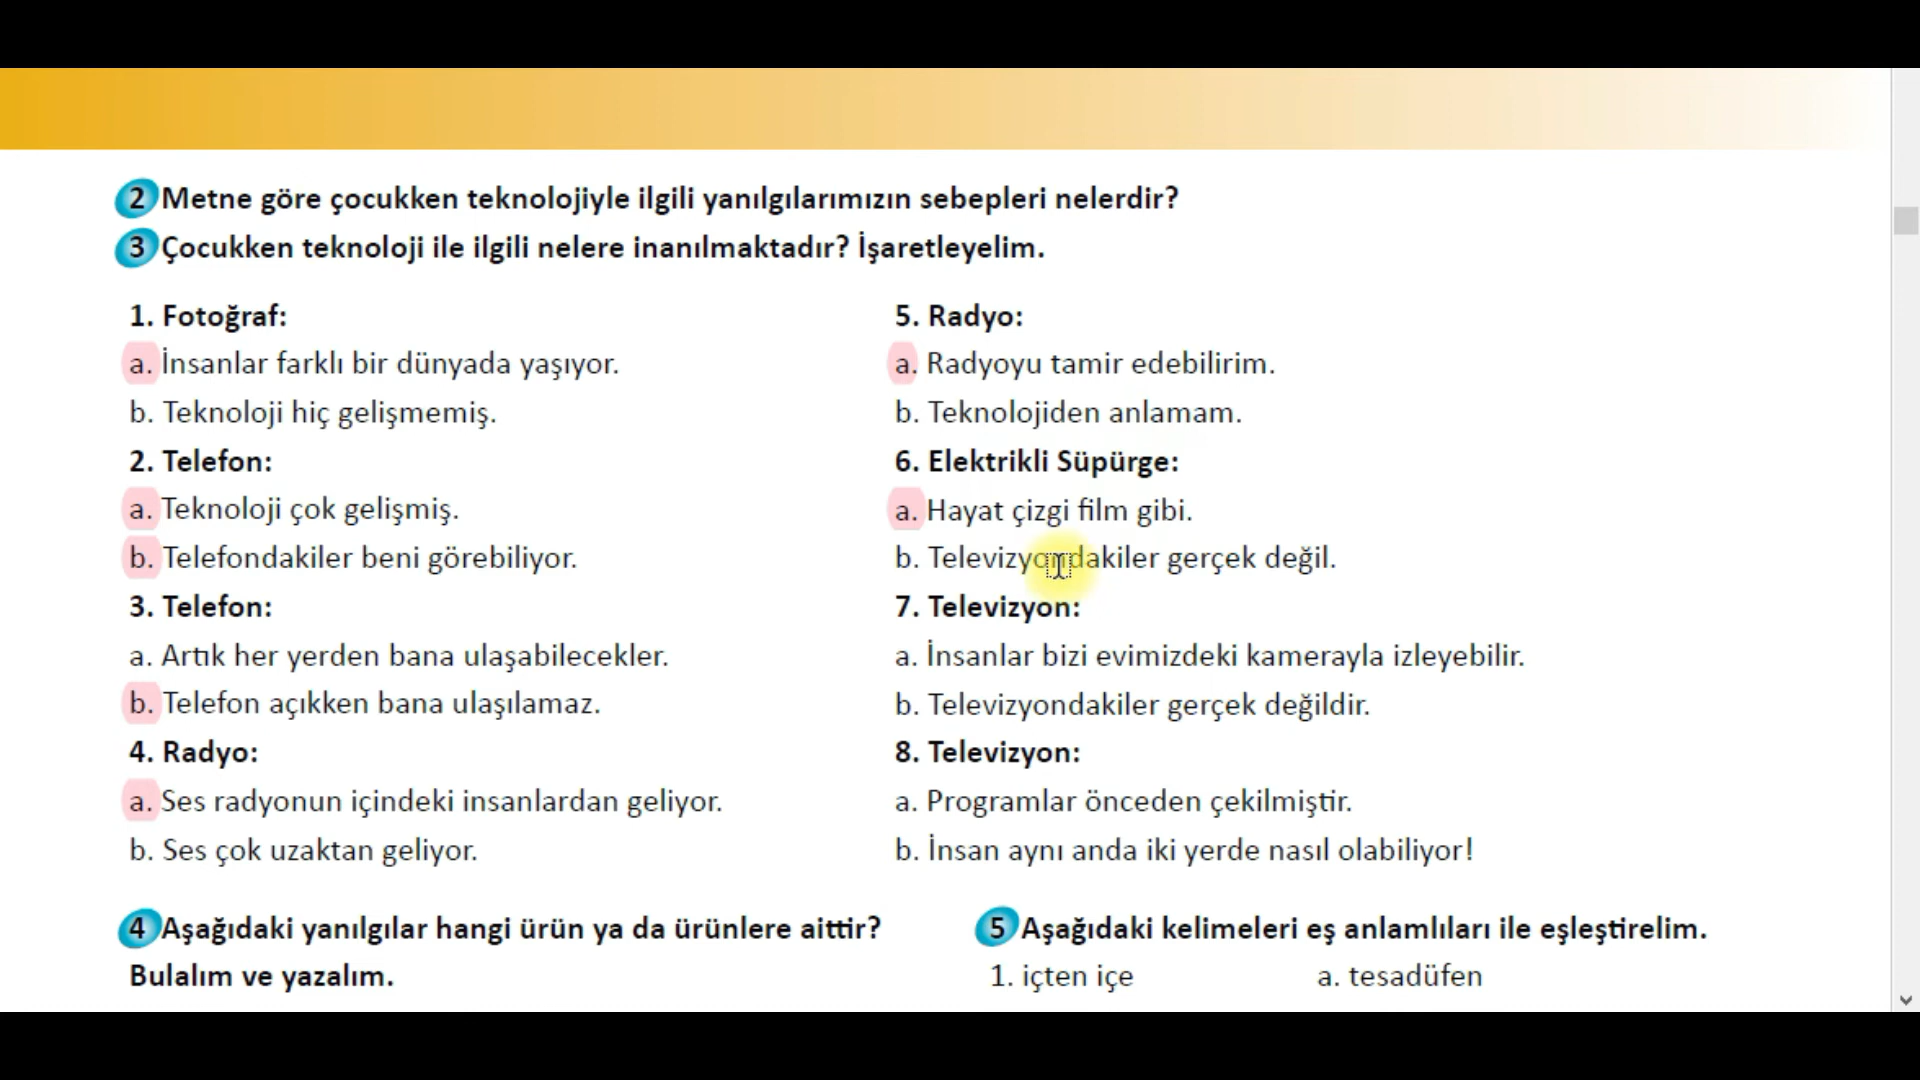 2 Metne göre çocukken teknolojiyle ilgili yanılgılarımızın sebepleri nelerdir?
3 Çocukken teknoloji ile ilgili nelere inanılmaktadır? İşaretleyelim.
1. Fotoğraf:
a. İnsanlar farklı bir dünyada yaşıyor.
b. Teknoloji hiç gelişmemiş.
2. Telefon:
a. Teknoloji çok gelişmiş.
b. Telefondakiler beni görebiliyor.
3. Telefon:
a. Artık her yerden bana ulaşabilecekler.
b. Telefon açıkken bana ulaşılamaz.
4. Radyo:
a. Ses radyonun içindeki insanlardan geliyor.
b. Ses çok uzaktan geliyor.
5. Radyo:
a. Radyoyu tamir edebilirim.
b. Teknolojiden anlamam.
6. Elektrikli Süpürge:
a. Hayat çizgi film gibi.
b. Televizyondakiler gerçek değil.
7. Televizyon:
a. İnsanlar bizi evimizdeki kamerayla izleyebilir.
b. Televizyondakiler gerçek değildir.
8. Televizyon:
a. Programlar önceden çekilmiştir.
b. İnsan aynı anda iki yerde nasıl olabiliyor!
4 Aşağıdaki yanılgılar hangi ürün ya da ürünlere aittir?
Bulalım ve yazalım.
5 Aşağıdaki kelimeleri eş anlamlıları ile eşleştirelim.
1. içten içe a. tesadüfen